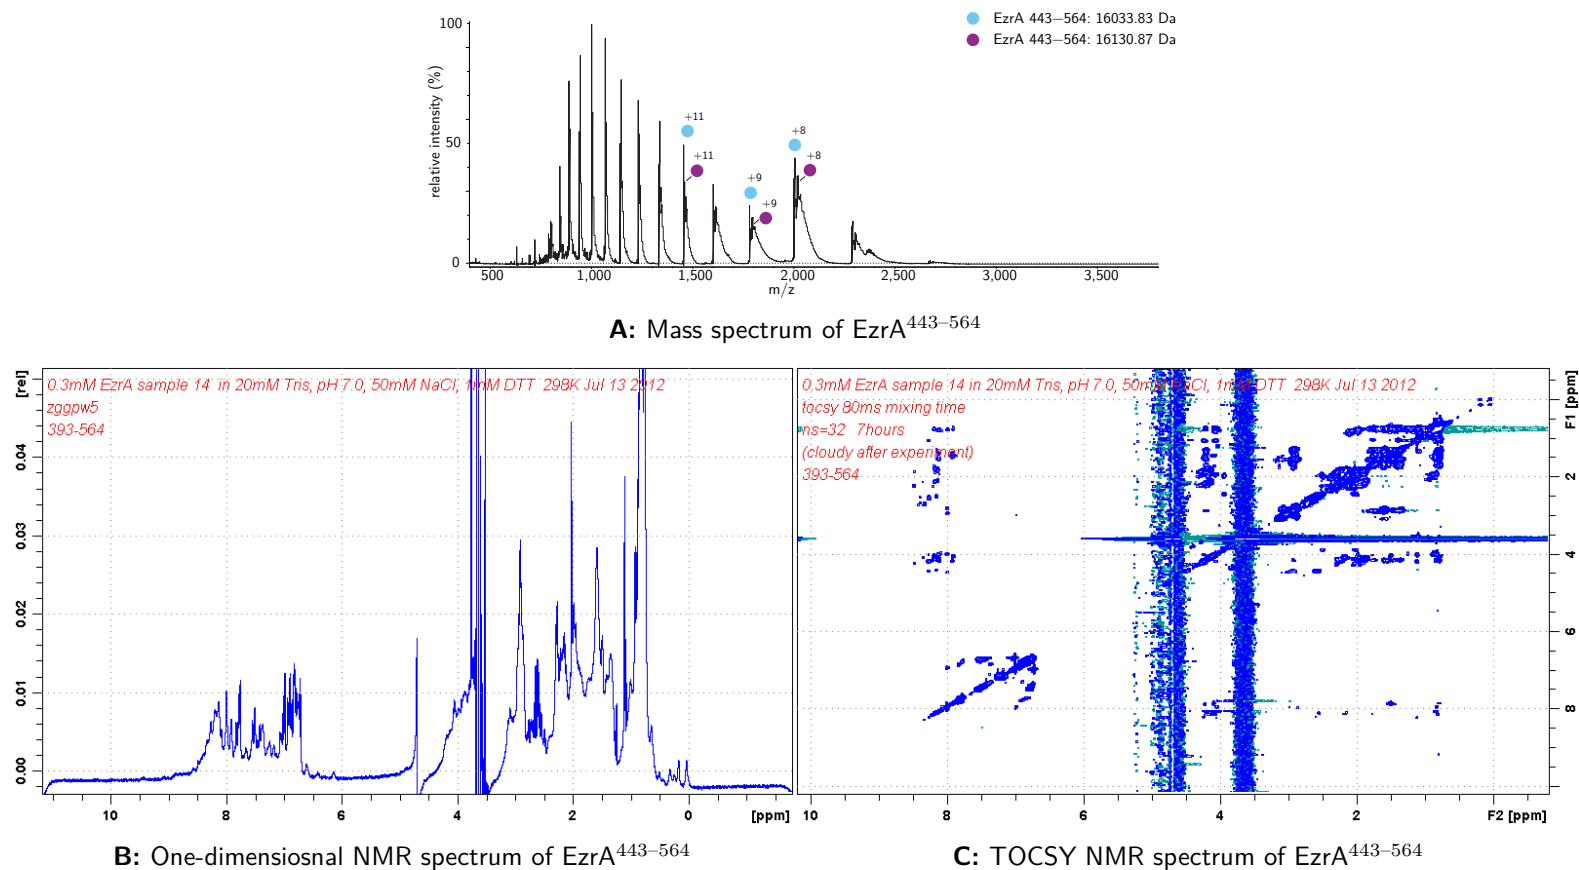 EzrA 443–564: 16033.83 Da
EzrA 443–564: 16130.87 Da
relative intensity (%)
100
50
0
+11
+11
+9
+9
+8
+8
500 1,000 1,500 2,000 2,500 3,000 3,500
m/z
A: Mass spectrum of EzrA443–564
[rel]
0.3mM EzrA sample 14 in 20mM Tris, pH 7.0, 50mM NaCl, 1mM DTT 298K Jul 13 2012
zggpw5
393-564
0.04
0.03
0.02
0.01
0.00
10 8 6 4 2 0 [ppm]
B: One-dimensiosnal NMR spectrum of EzrA443–564
0.3mM EzrA sample 14 in 20mM Tris, pH 7.0, 50mM NaCl, 1mM DTT 298K Jul 13 2012
tocsy 80ms mixing time
ns=32 7hours
(cloudy after experiment)
393-564
F1 [ppm]
2
4
6
8
10 8 6 4 2 F2 [ppm]
C: TOCSY NMR spectrum of EzrA443–564